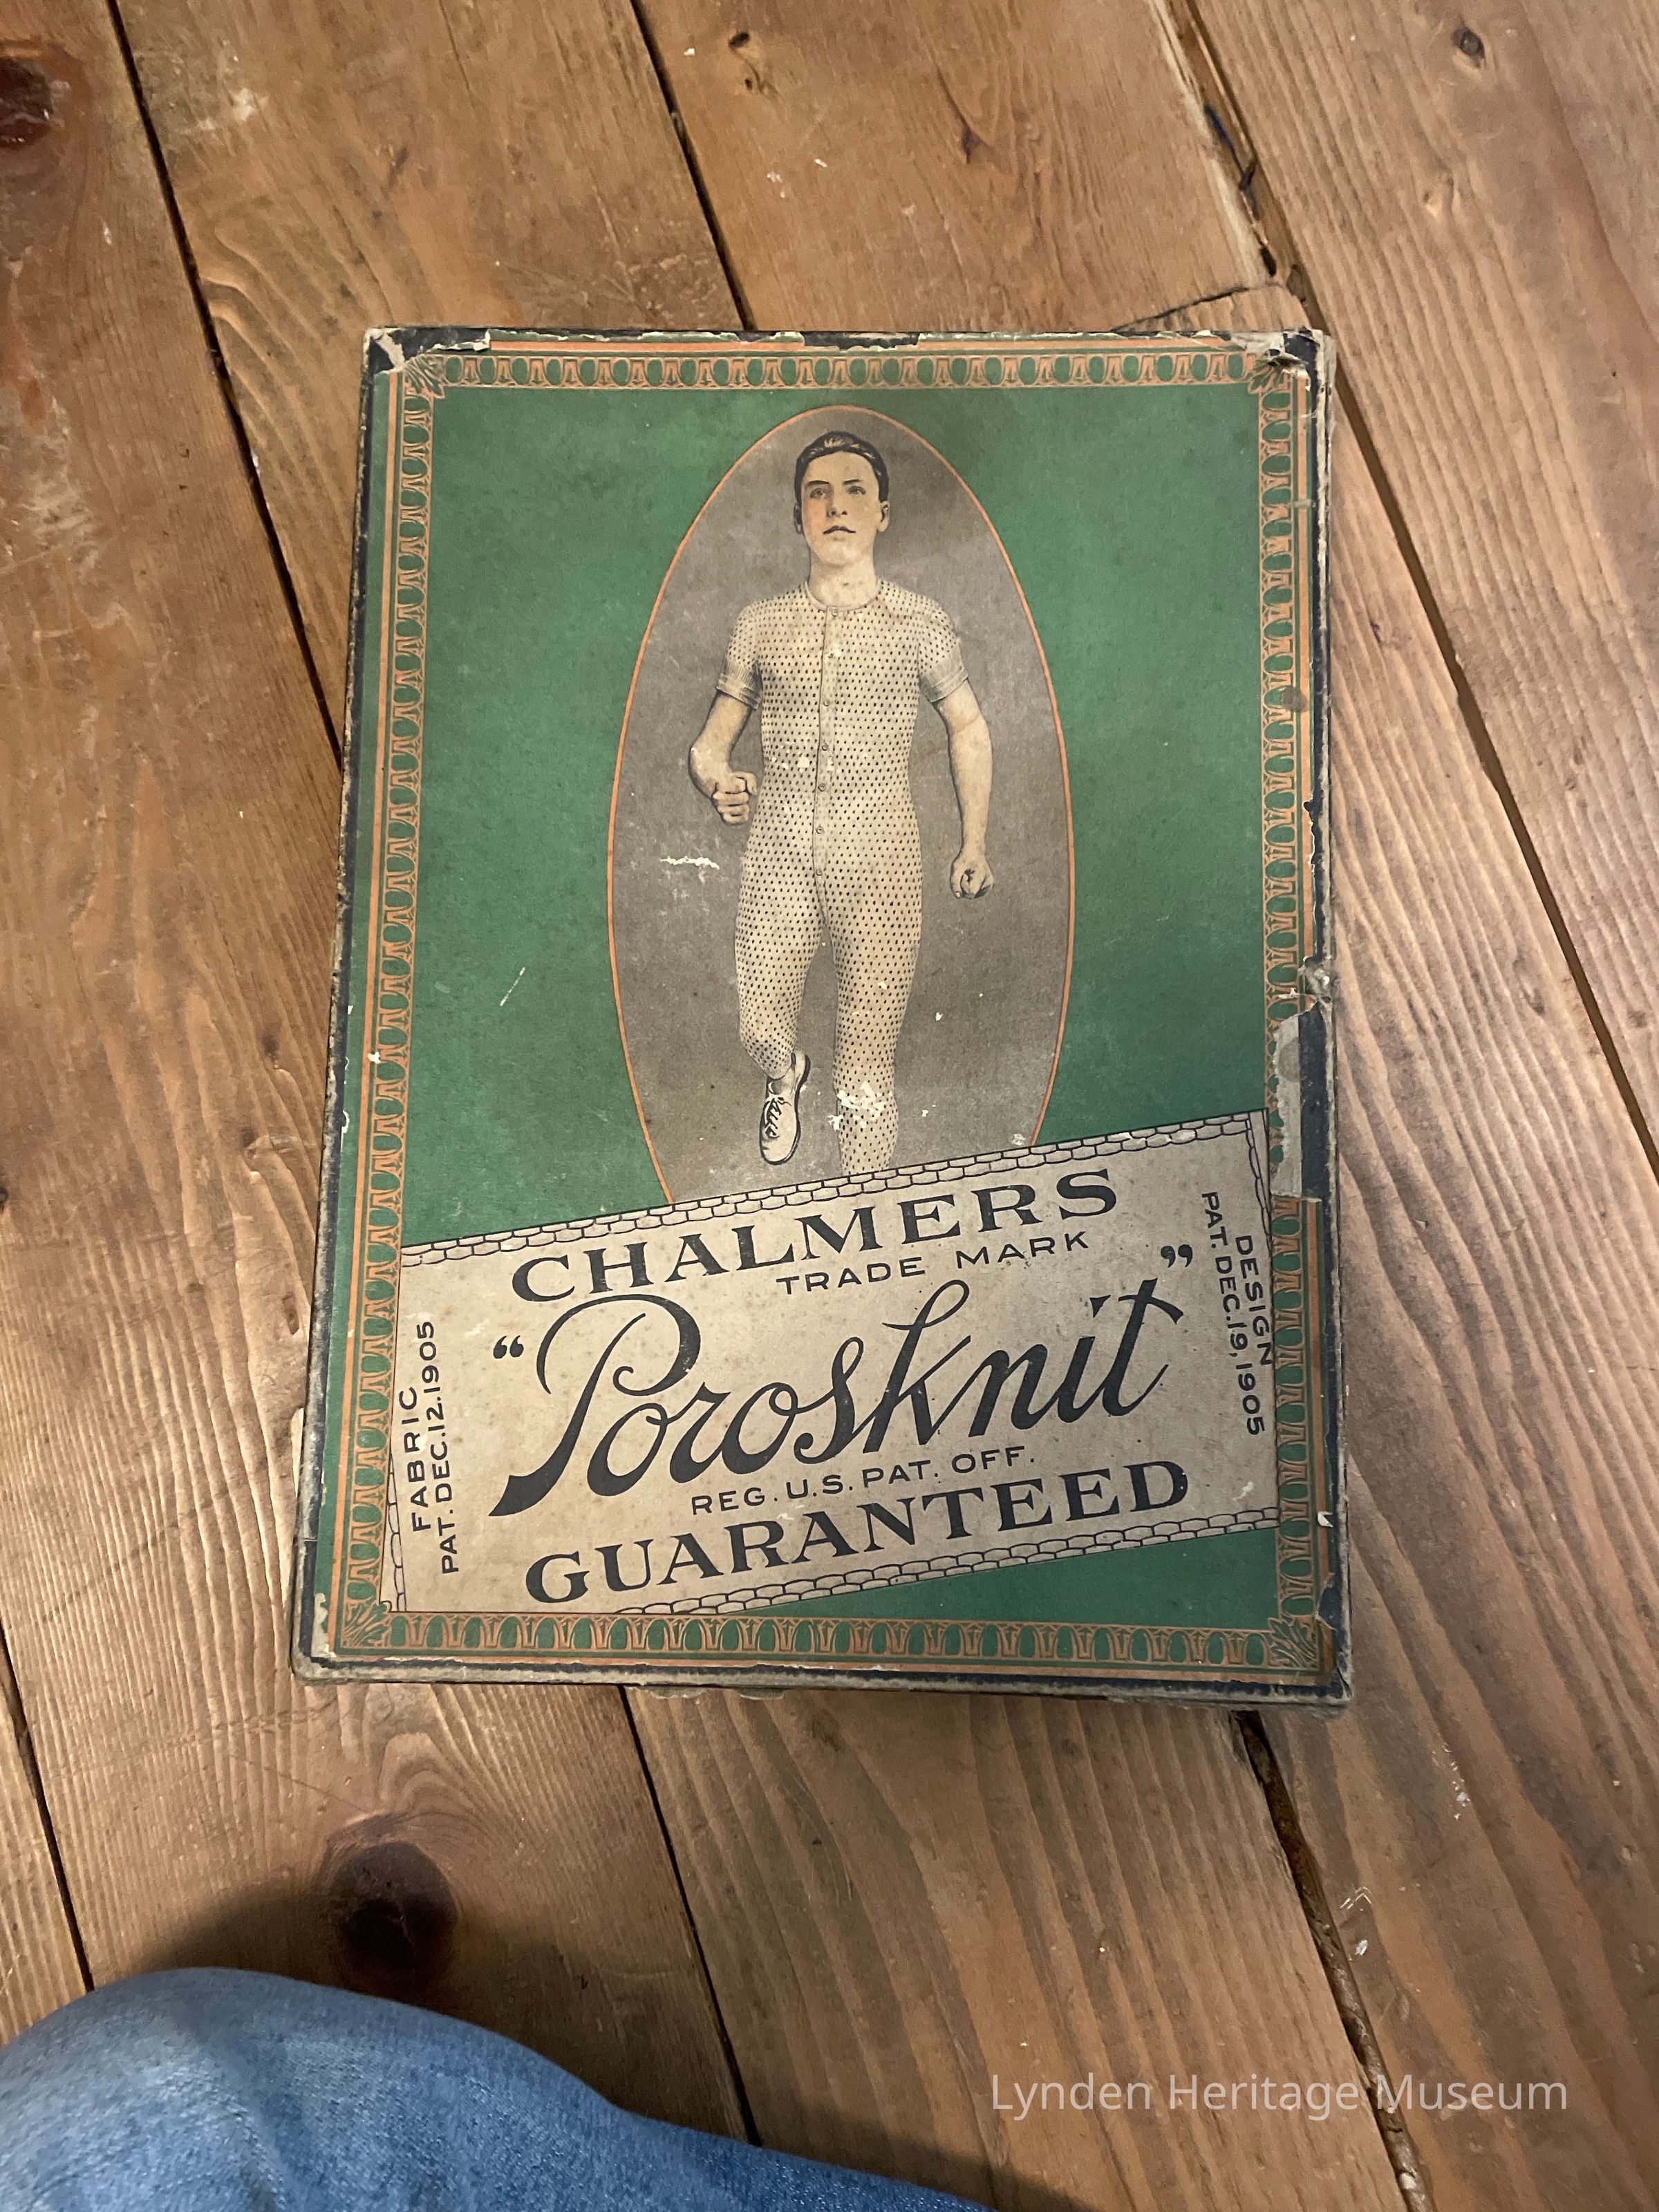 CHALMERS
TRADE MARK
“Porosknit”
REG. U.S. PAT. OFF.
GUARANTEED
FABRIC
PAT. DEC. 12. 1905
DESIGN
PAT. DEC. 19, 1905
Lynden Heritage Museum